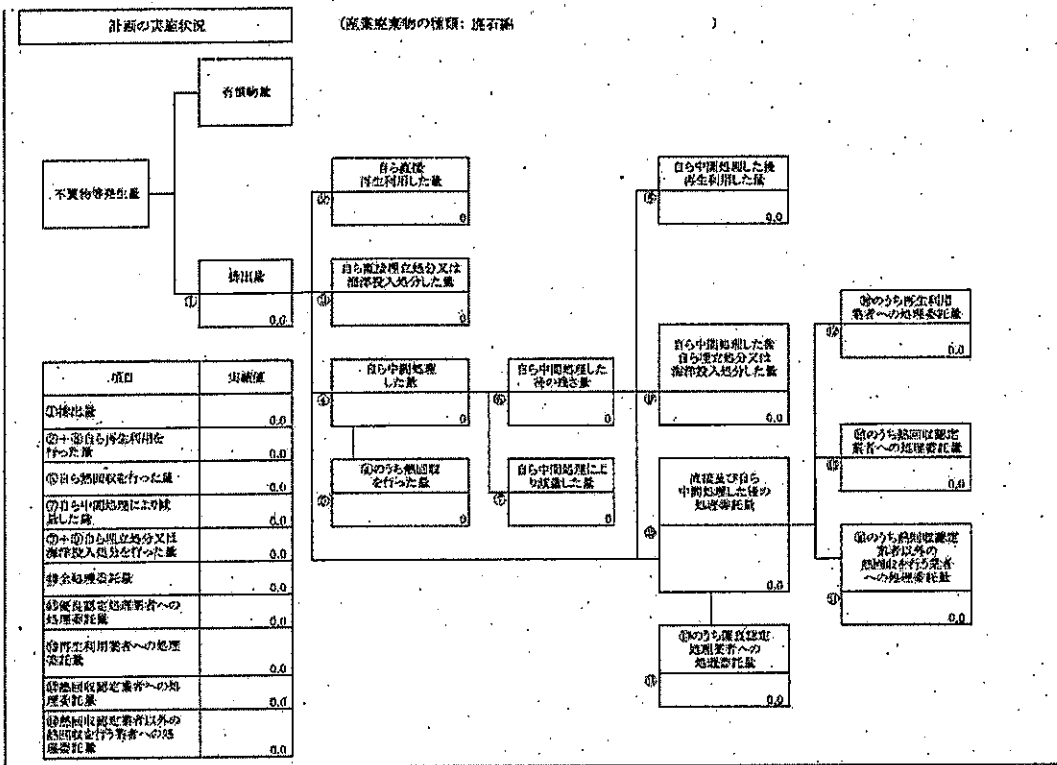 計画の実施状況
(産業廃棄物の種類: 廃石綿
)
有償物量
不要物等発生量
排出量
①
0.0
自ら直接
再生利用した量
②
0
自ら直接埋立処分又は
海洋投入処分した量
③
0
自ら中間処理
した量
④
0
④のうち熱回収
を行った量
⑤
0
自ら中間処理した
後の残さ量
⑥
0
自ら中間処理によ
り減量した量
⑦
0
自ら中間処理した後
再生利用した量
⑧
0.0
自ら中間処理した後
自ら埋立処分又は
海洋投入処分した量
⑨
0.0
直接及び自ら
中間処理した後の
処理委託量
⑩
0.0
⑩のうち優良認定
処理業者への
処理委託量
⑪
0.0
⑩のうち再生利用
業者への処理委託量
⑫
0.0
⑩のうち熱回収認定
業者への処理委託量
⑬
0.0
⑩のうち熱回収認定
業者以外の
熱回収を行う業者
への処理委託量
⑭
0.0
項目
実績値
①排出量
0.0
②+⑧自ら再生利用を
行った量
0.0
⑤自ら熱回収を行った量
0.0
⑦自ら中間処理により減
量した量
0.0
③+⑨自ら埋立処分又は
海洋投入処分を行った量
0.0
⑩全処理委託量
0.0
⑪優良認定処理業者への
処理委託量
0.0
⑫再生利用業者への処理
委託量
0.0
⑬熱回収認定業者への処
理委託量
0.0
⑭熱回収認定業者以外の
熱回収を行う業者への処
理委託量
0.0